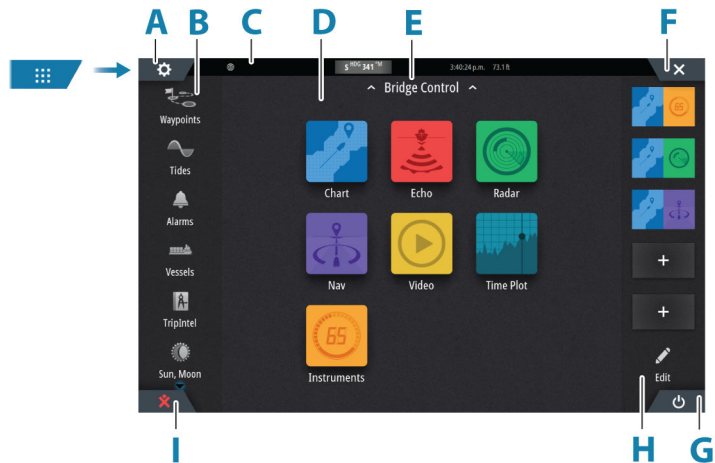 A B C D E F
S HDG 341 °M 3:40:24 p.m. 73.1 ft
Bridge Control
Waypoints
Tides
Alarms
Vessels
TripIntel
Sun, Moon
Chart Echo Radar
Nav Video Time Plot
65
Instruments
65
+
+
Edit
I H G